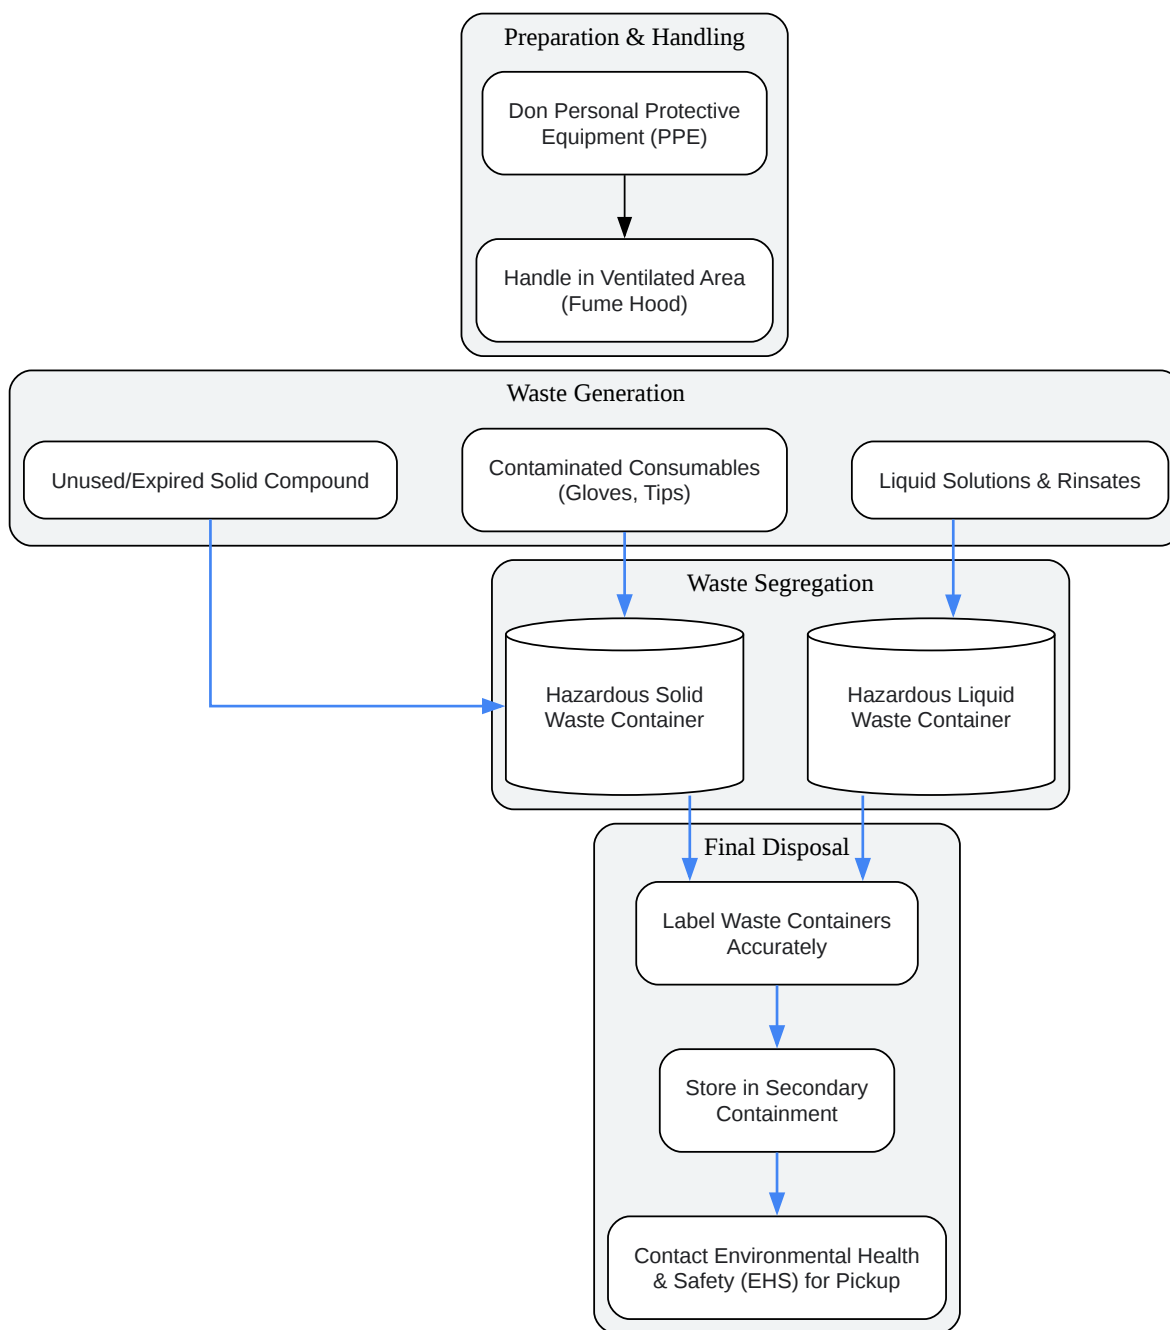 Preparation & Handling
Don Personal Protective
Equipment (PPE)
Handle in Ventilated Area
(Fume Hood)
Waste Generation
Unused/Expired Solid Compound
Contaminated Consumables
(Gloves, Tips)
Liquid Solutions & Rinsates
Waste Segregation
Hazardous Solid
Waste Container
Hazardous Liquid
Waste Container
Final Disposal
Label Waste Containers
Accurately
Store in Secondary
Containment
Contact Environmental Health
& Safety (EHS) for Pickup